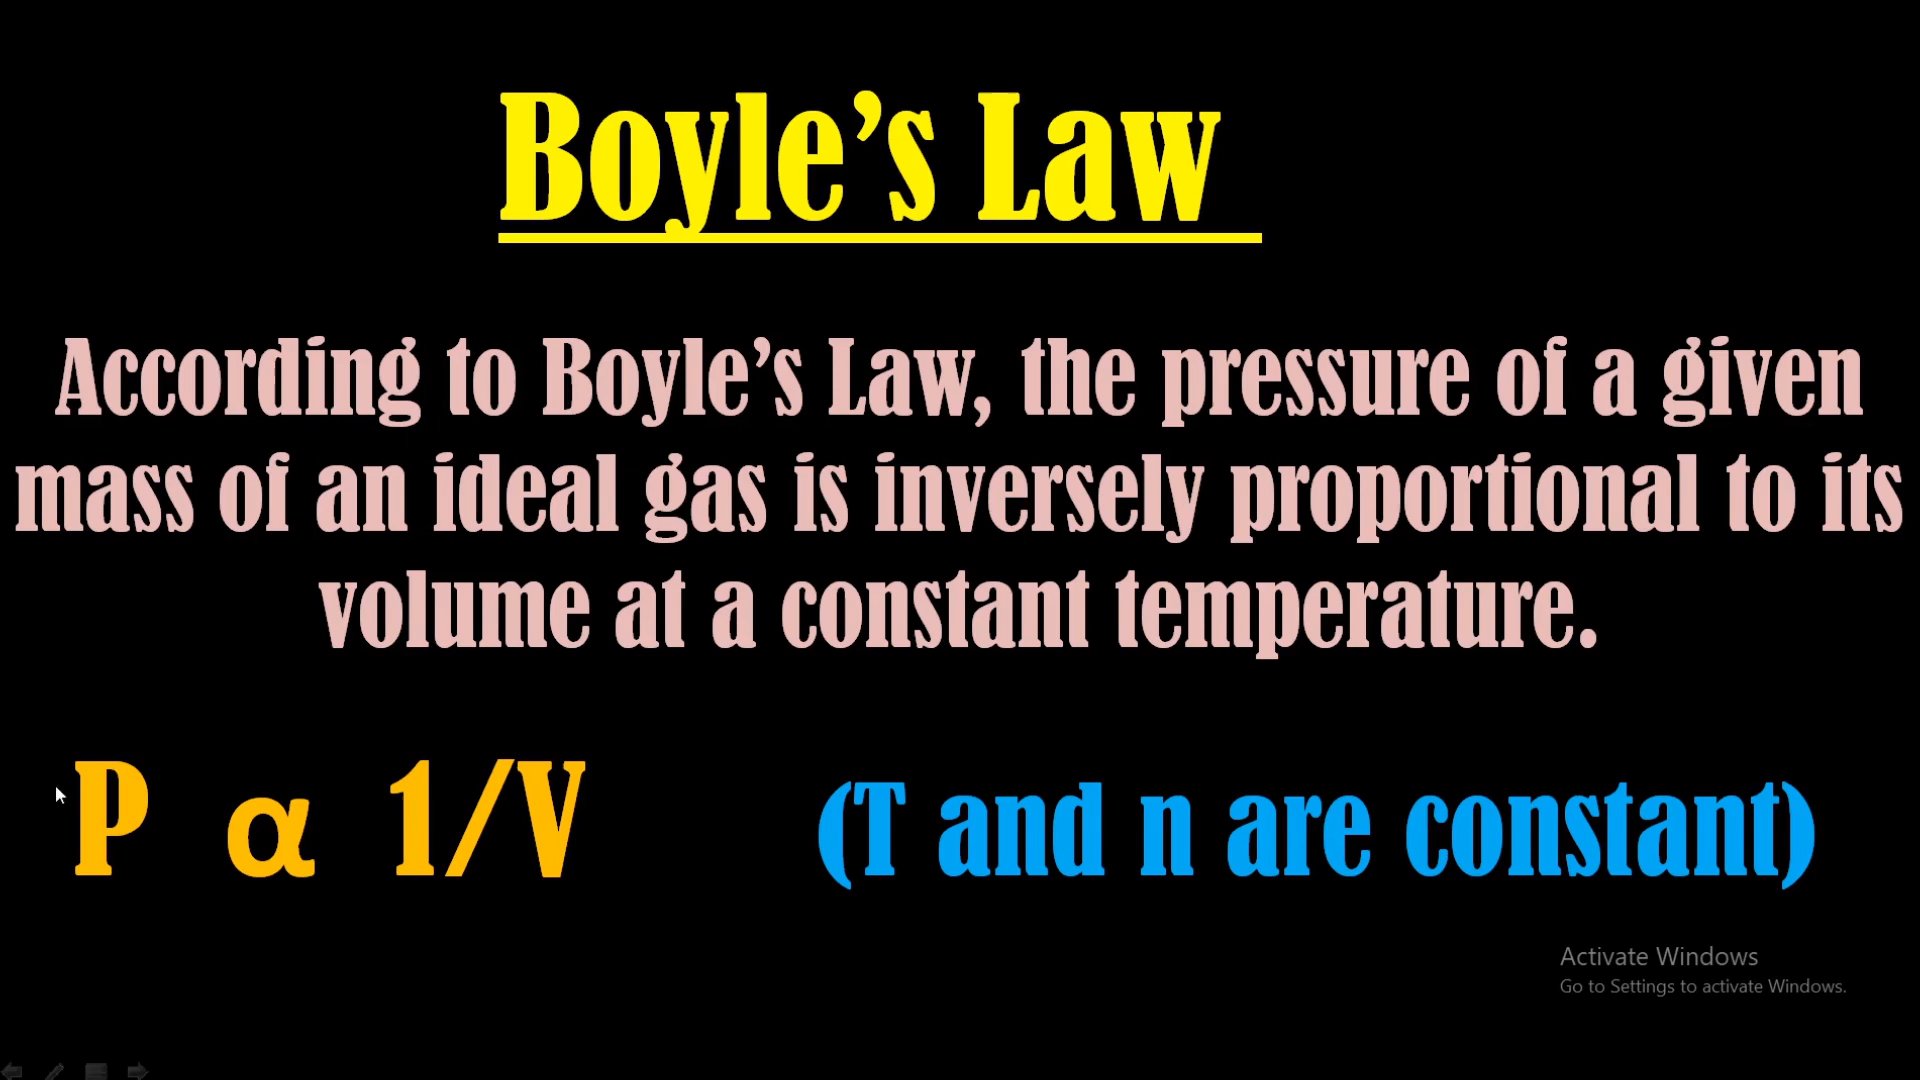 Boyle’s Law
According to Boyle’s Law, the pressure of a given
mass of an ideal gas is inversely proportional to its
volume at a constant temperature.
P α 1/V (T and n are constant)
Activate Windows
Go to Settings to activate Windows.